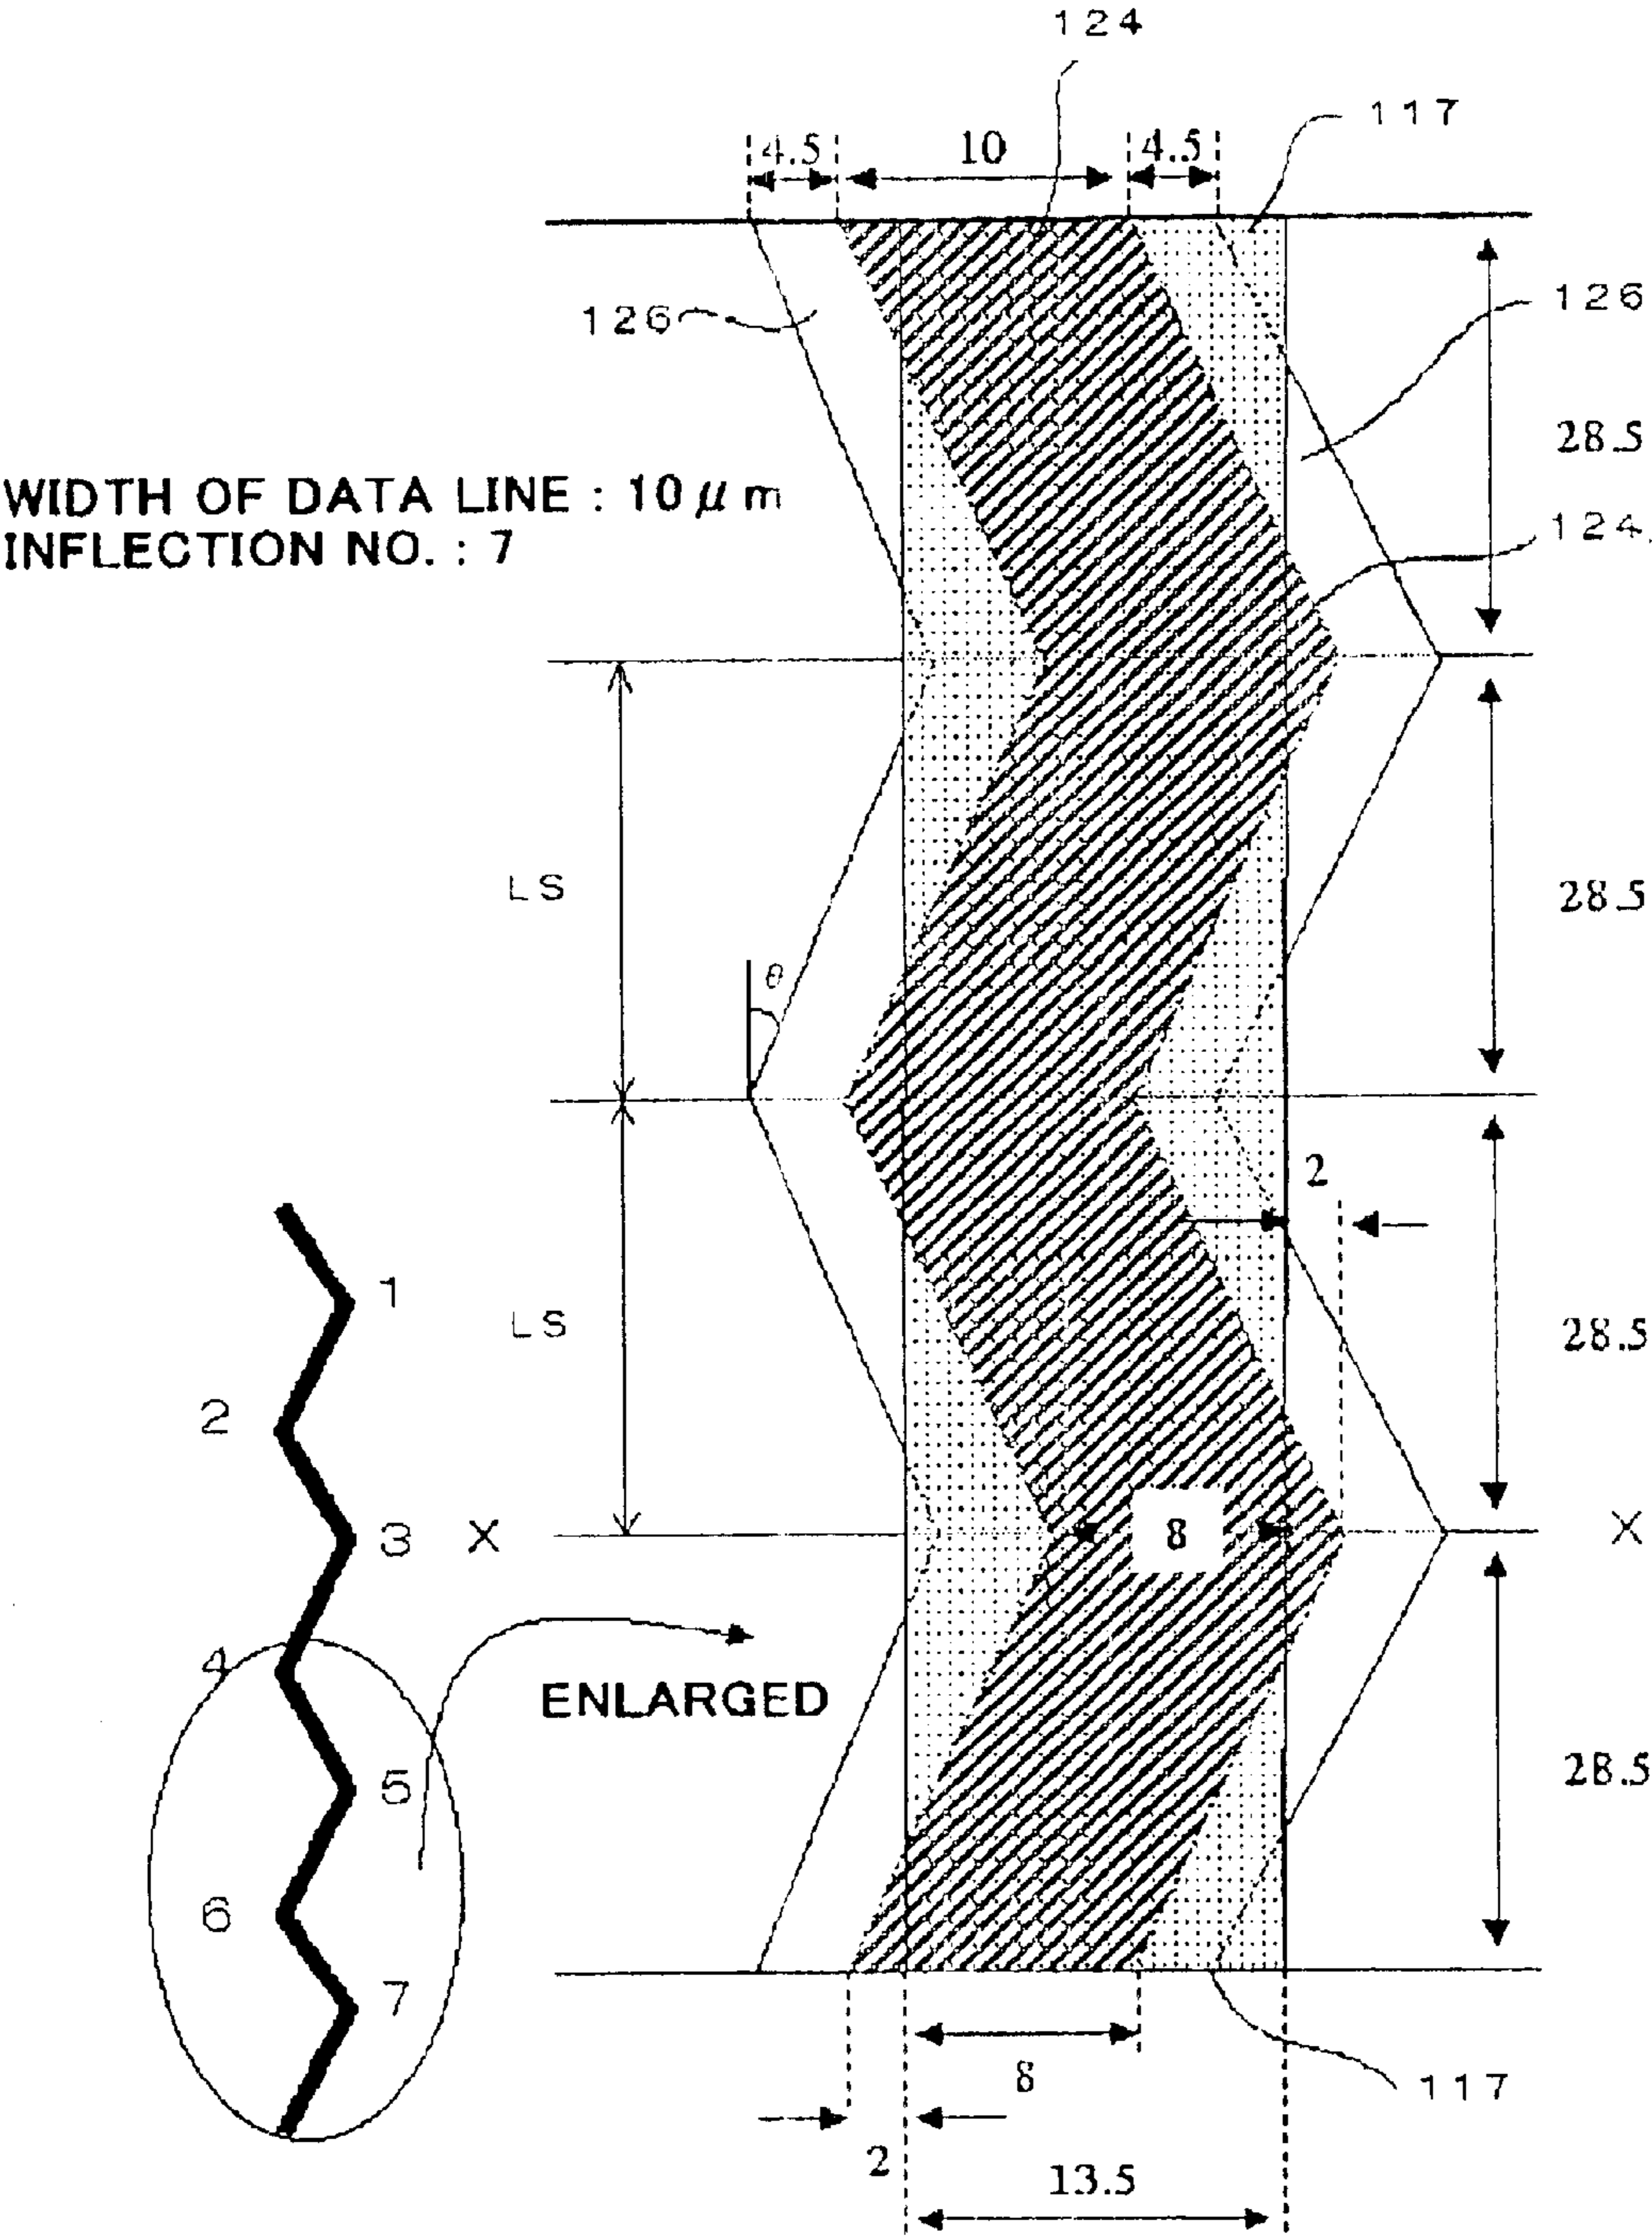 124
117
4.5 10 4.5
126
126
28.5
WIDTH OF DATA LINE : 10 μm
INFLECTION NO. : 7
124
LS
28.5
θ
2
1
LS
28.5
2
3 X
8
X
4
ENLARGED
5
28.5
6
7
8
117
2
13.5